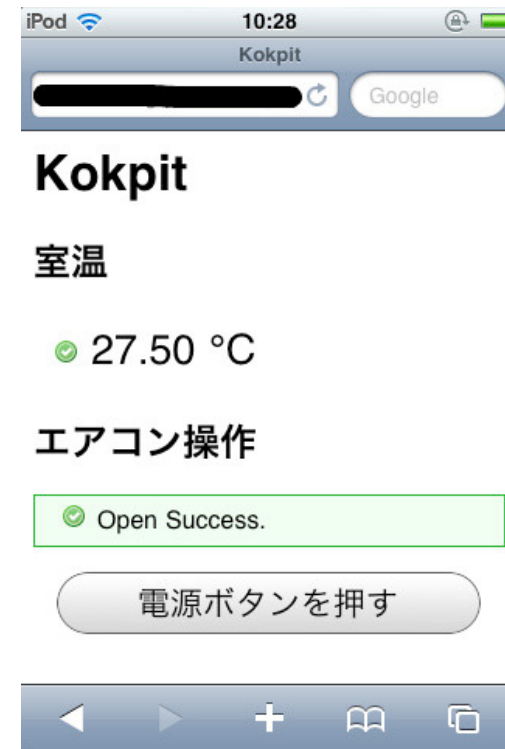 iPod 10:28
Kokpit
Google
Kokpit
室温
27.50 °C
エアコン操作
Open Success.
電源ボタンを押す